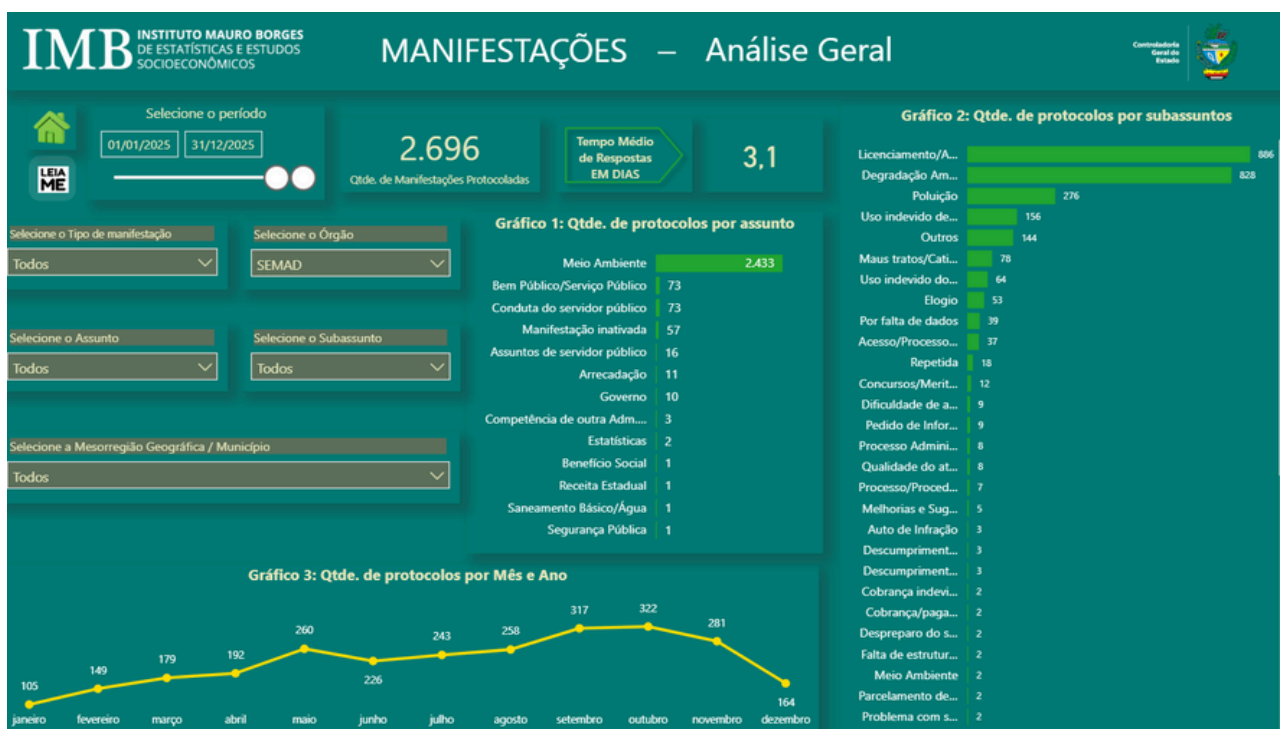 IMB
INSTITUTO MAURO BORGES
DE ESTATÍSTICAS E ESTUDOS
SOCIOECONÔMICOS
MANIFESTAÇÕES – Análise Geral
Controladoria
Geral do
Estado
LEIA
ME
Selecione o período
01/01/2025 31/12/2025
2.696
Qtde. de Manifestações Protocoladas
Tempo Médio
de Respostas
EM DIAS
3,1
Selecione o Tipo de manifestação
Todos
Selecione o Órgão
SEMAD
Selecione o Assunto
Todos
Selecione o Subassunto
Todos
Selecione a Mesorregião Geográfica / Município
Todos
Gráfico 1: Qtde. de protocolos por assunto
Meio Ambiente 2.433
Bem Público/Serviço Público 73
Conduta do servidor público 73
Manifestação inativada 57
Assuntos de servidor público 16
Arrecadação 11
Governo 10
Competência de outra Adm.... 3
Estatísticas 2
Benefício Social 1
Receita Estadual 1
Saneamento Básico/Água 1
Segurança Pública 1
Gráfico 2: Qtde. de protocolos por subassuntos
Licenciamento/A... 886
Degradação Am... 828
Poluição 276
Uso indevido de... 156
Outros 144
Maus tratos/Cati... 78
Uso indevido do... 64
Elogio 53
Por falta de dados 39
Acesso/Processo... 37
Repetida 18
Concursos/Merit... 12
Dificuldade de a... 9
Pedido de Infor... 9
Processo Admini... 8
Qualidade do at... 8
Processo/Proced... 7
Melhorias e Sug... 5
Auto de Infração 3
Descumpriment... 3
Descumpriment... 3
Cobrança indevi... 2
Cobrança/paga... 2
Despreparo do s... 2
Falta de estrutur... 2
Meio Ambiente 2
Parcelamento de... 2
Problema com s... 2
Gráfico 3: Qtde. de protocolos por Mês e Ano
105 149 179 192 260 226 243 258 317 322 281 164
janeiro fevereiro março abril maio junho julho agosto setembro outubro novembro dezembro